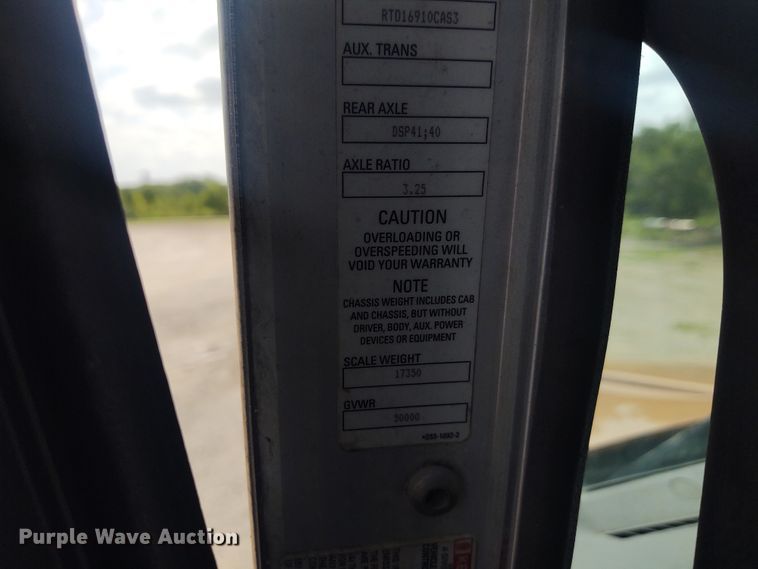 RTD16910CAS3
AUX. TRANS
REAR AXLE
DSP41;40
AXLE RATIO
3.25
CAUTION
OVERLOADING OR
OVERSPEEDING WILL
VOID YOUR WARRANTY
NOTE
CHASSIS WEIGHT INCLUDES CAB
AND CHASSIS, BUT WITHOUT
DRIVER, BODY, AUX. POWER
DEVICES OR EQUIPMENT
SCALE WEIGHT
17350
GVWR
50000
Purple Wave Auction